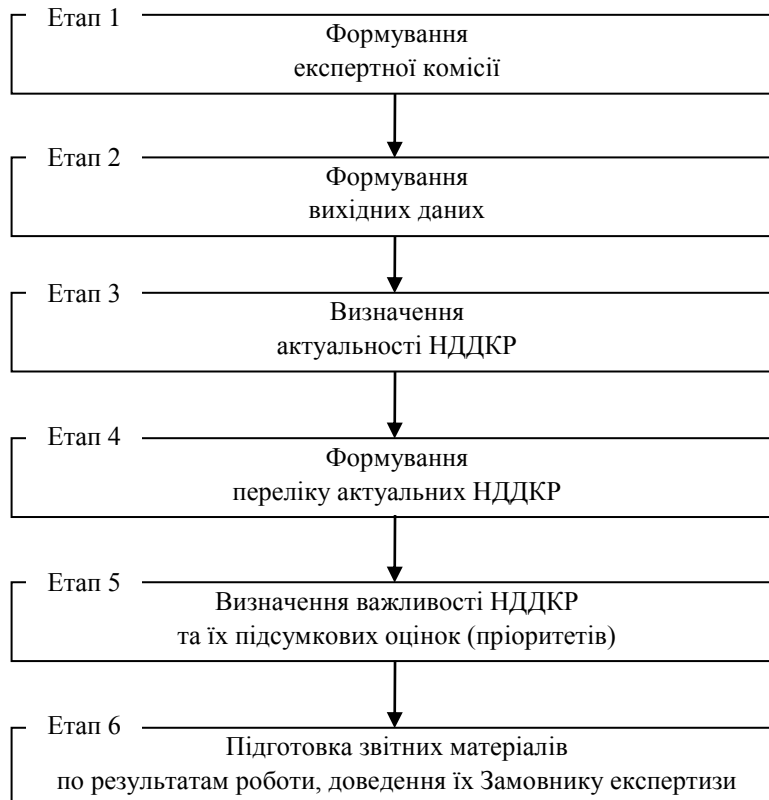 Етап 1
Формування
експертної комісії
Етап 2
Формування
вихідних даних
Етап 3
Визначення
актуальності НДДКР
Етап 4
Формування
переліку актуальних НДДКР
Етап 5
Визначення важливості НДДКР
та їх підсумкових оцінок (пріоритетів)
Етап 6
Підготовка звітних матеріалів
по результатам роботи, доведення їх Замовнику експертизи